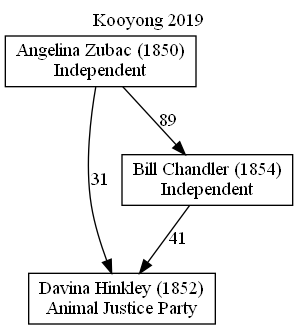 Kooyong 2019
Angelina Zubac (1850)
Independent
89
Bill Chandler (1854)
Independent
31
41
Davina Hinkley (1852)
Animal Justice Party